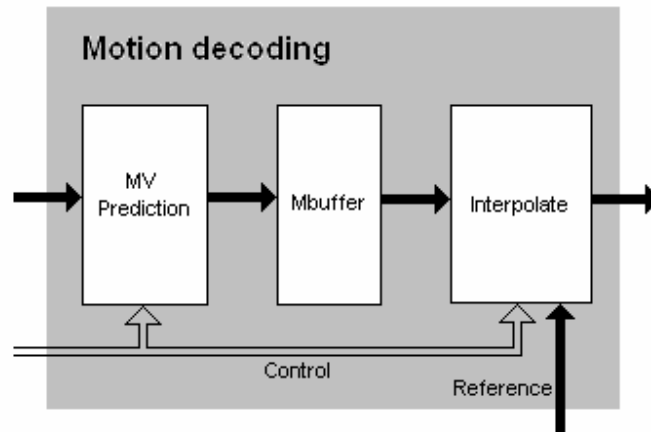 Motion decoding
MV
Prediction
Mbuffer
Interpolate
Control
Reference